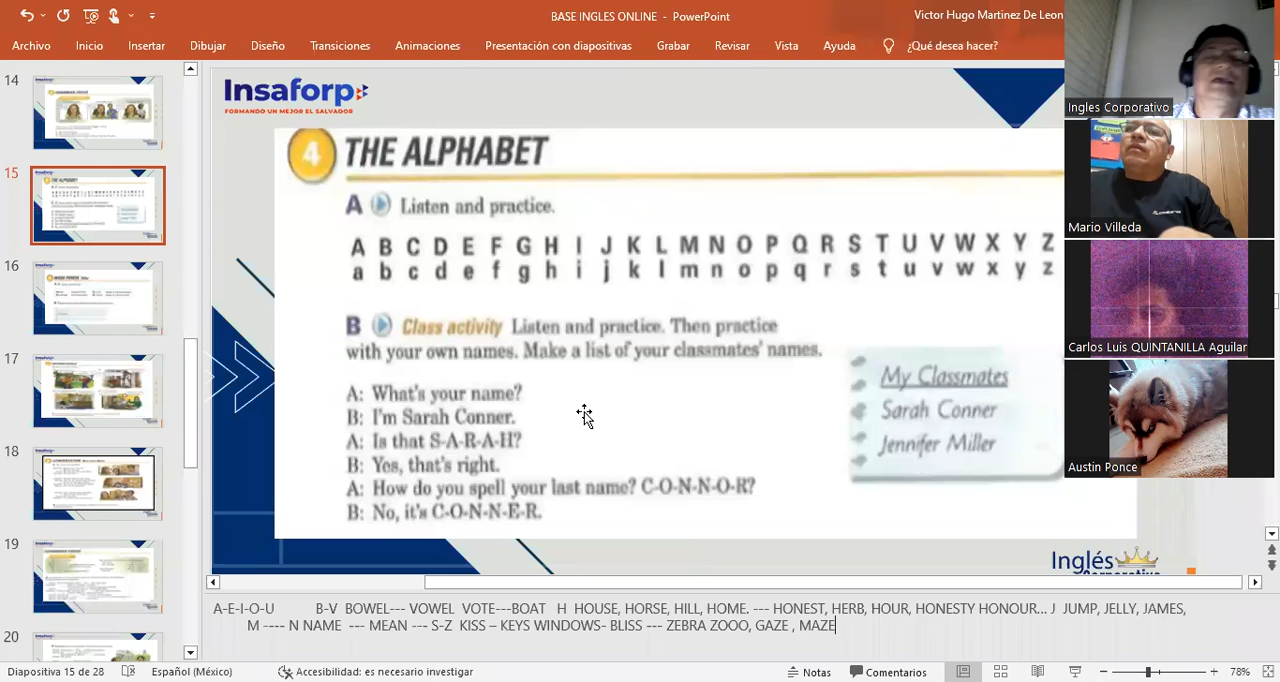 BASE INGLES ONLINE - PowerPoint
Victor Hugo Martinez De Leon
Archivo Inicio Insertar Dibujar Diseño Transiciones Animaciones Presentación con diapositivas Grabar Revisar Vista Ayuda ¿Qué desea hacer?
14
15
16
17
18
19
20
Insaforp
FORMANDO UN MEJOR EL SALVADOR
4 THE ALPHABET
A Listen and practice.
A B C D E F G H I J K L M N O P Q R S T U V W X Y Z
a b c d e f g h i j k l m n o p q r s t u v w x y z
B Class activity Listen and practice. Then practice
with your own names. Make a list of your classmates' names.
A: What's your name?
B: I'm Sarah Conner.
A: Is that S-A-R-A-H?
B: Yes, that's right.
A: How do you spell your last name? C-O-N-N-O-R?
B: No, it's C-O-N-N-E-R.
My Classmates
Sarah Conner
Jennifer Miller
Inglés
Ingles Corporativo
Mario Villeda
Carlos Luis QUINTANILLA Aguilar
Austin Ponce
A-E-I-O-U B-V BOWEL--- VOWEL VOTE---BOAT H HOUSE, HORSE, HILL, HOME. --- HONEST, HERB, HOUR, HONESTY HONOUR... J JUMP, JELLY, JAMES,
M ---- N NAME --- MEAN --- S-Z KISS – KEYS WINDOWS- BLISS --- ZEBRA ZOOO, GAZE , MAZE
Diapositiva 15 de 28 Español (México) Accesibilidad: es necesario investigar Notas Comentarios 78%